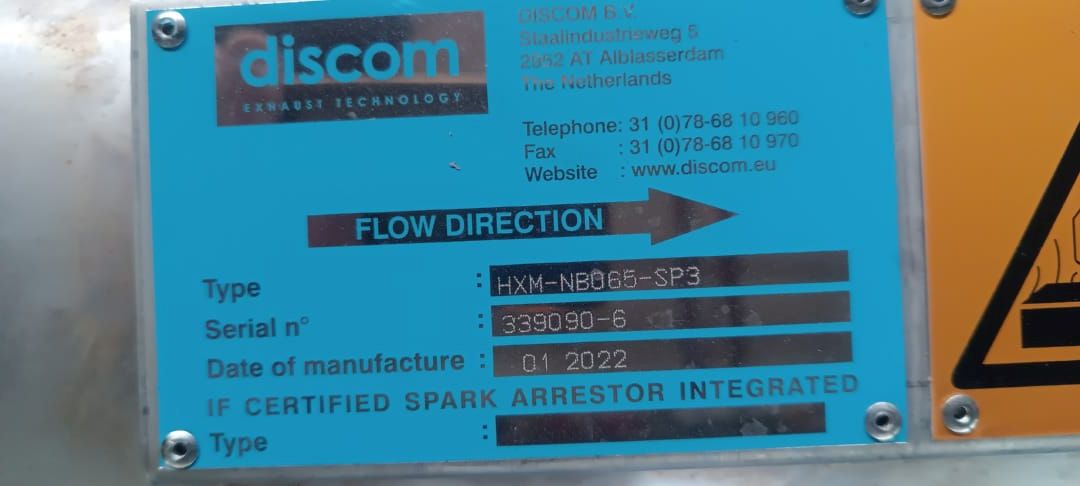 discom
EXHAUST TECHNOLOGY
DISCOM B.V.
Staalindustrieweg 5
2952 AT Alblasserdam
The Netherlands
Telephone: 31 (0)78-68 10 960
Fax : 31 (0)78-68 10 970
Website : www.discom.eu
FLOW DIRECTION
Type : HXM-NB065-SP3
Serial n° : 339090-6
Date of manufacture : 01 2022
IF CERTIFIED SPARK ARRESTOR INTEGRATED
Type :